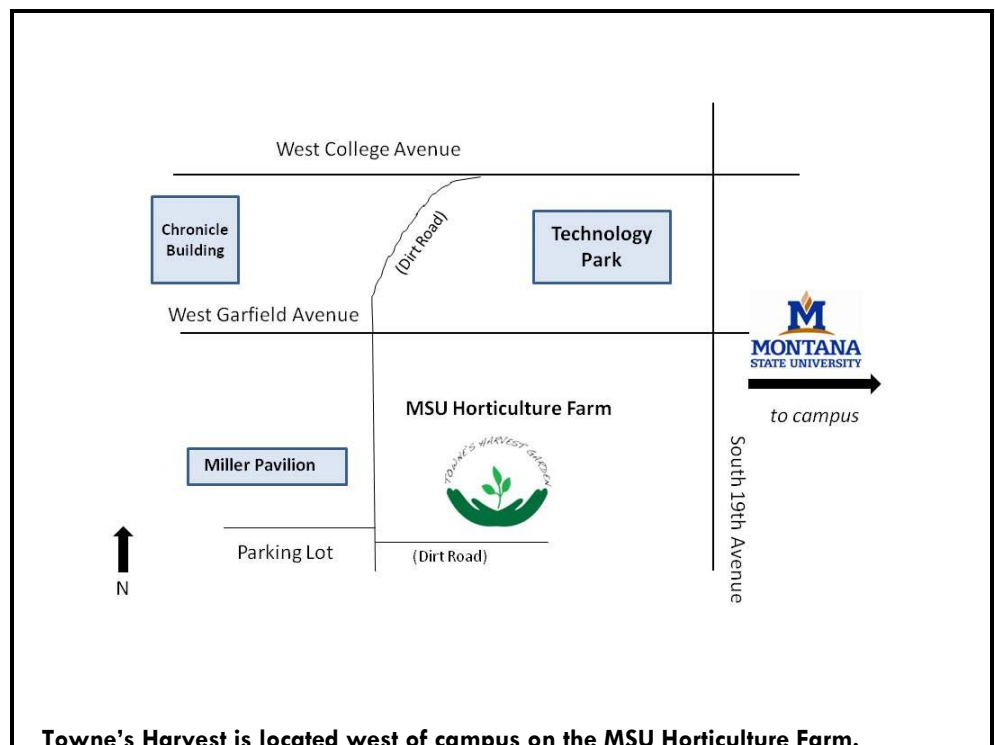 West College Avenue
Chronicle
Building
(Dirt Road)
Technology
Park
West Garfield Avenue
M
MONTANA
STATE UNIVERSITY
to campus
MSU Horticulture Farm
TOWNE'S HARVEST GARDEN
Miller Pavilion
South 19th Avenue
Parking Lot
(Dirt Road)
N
Towne's Harvest is located west of campus on the MSU Horticulture Farm.